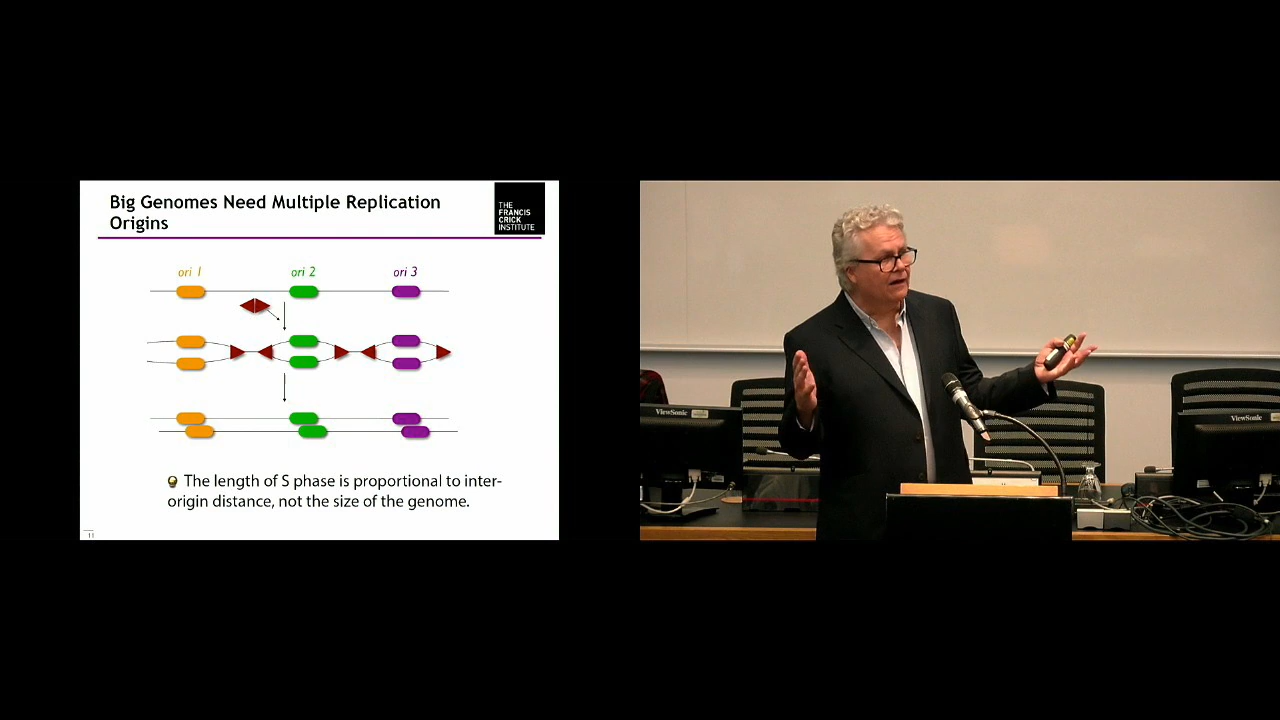 Big Genomes Need Multiple Replication
Origins
THE
FRANCIS
CRICK
INSTITUTE
ori 1
ori 2
ori 3
The length of S phase is proportional to inter-
origin distance, not the size of the genome.
11
ViewSonic
ViewSonic